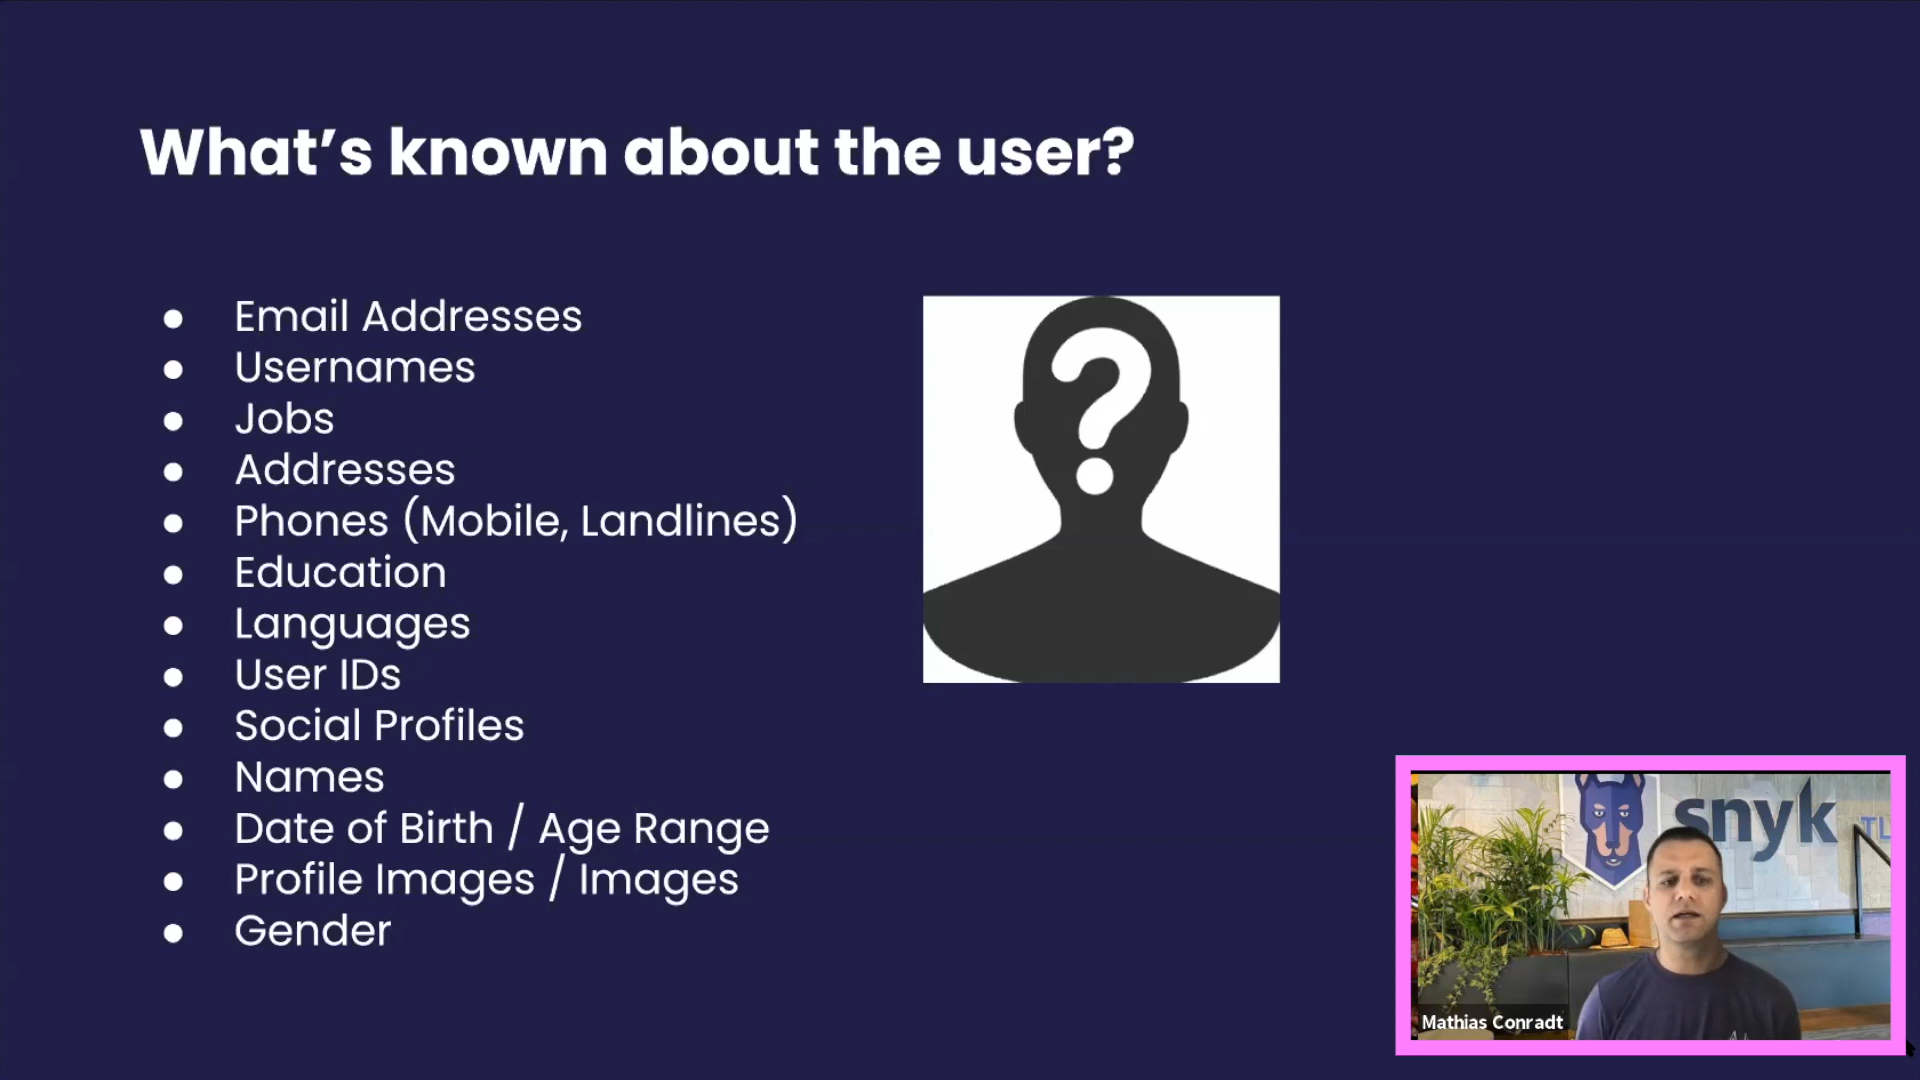 What’s known about the user?
● Email Addresses
● Usernames
● Jobs
● Addresses
● Phones (Mobile, Landlines)
● Education
● Languages
● User IDs
● Social Profiles
● Names
● Date of Birth / Age Range
● Profile Images / Images
● Gender
?
snyk
TL
Mathias Conradt